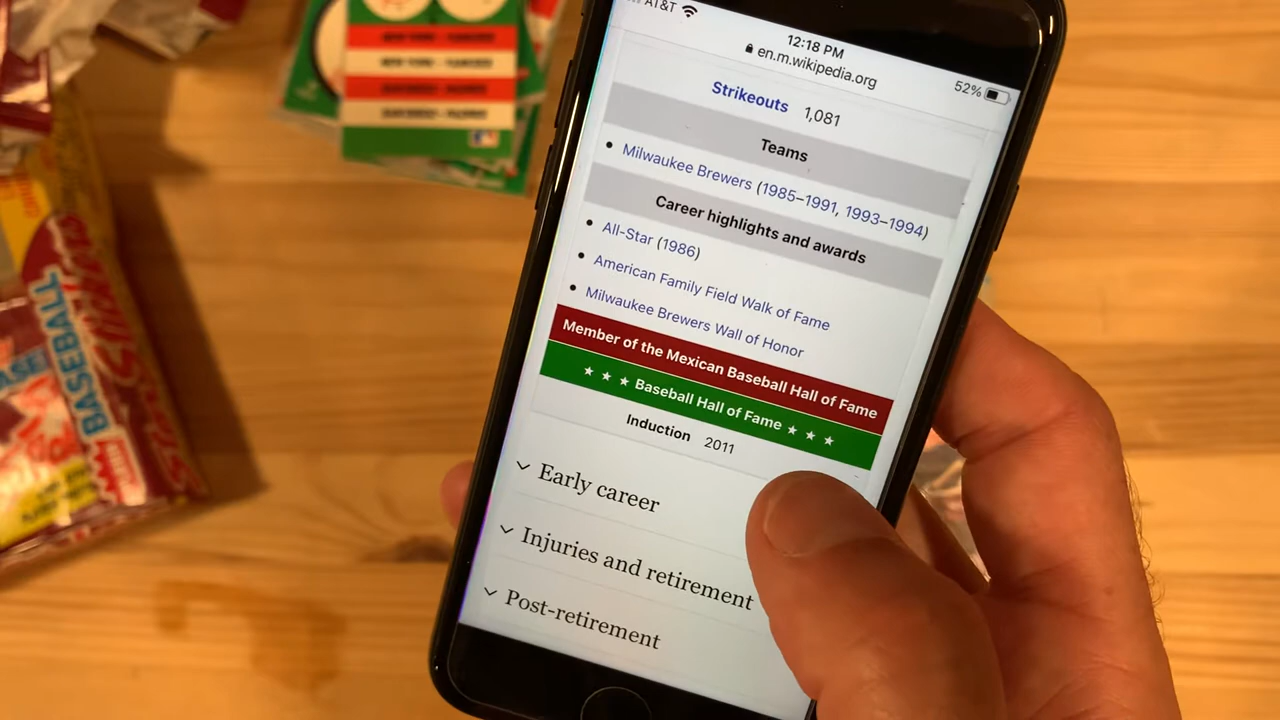 AT&T
12:18 PM
52%
en.m.wikipedia.org
Strikeouts 1,081
Teams
Milwaukee Brewers (1985–1991, 1993–1994)
Career highlights and awards
All-Star (1986)
American Family Field Walk of Fame
Milwaukee Brewers Wall of Honor
Member of the Mexican Baseball Hall of Fame
★ ★ ★ Baseball Hall of Fame ★ ★ ★
Induction 2011
Early career
Injuries and retirement
Post-retirement
BASEBALL